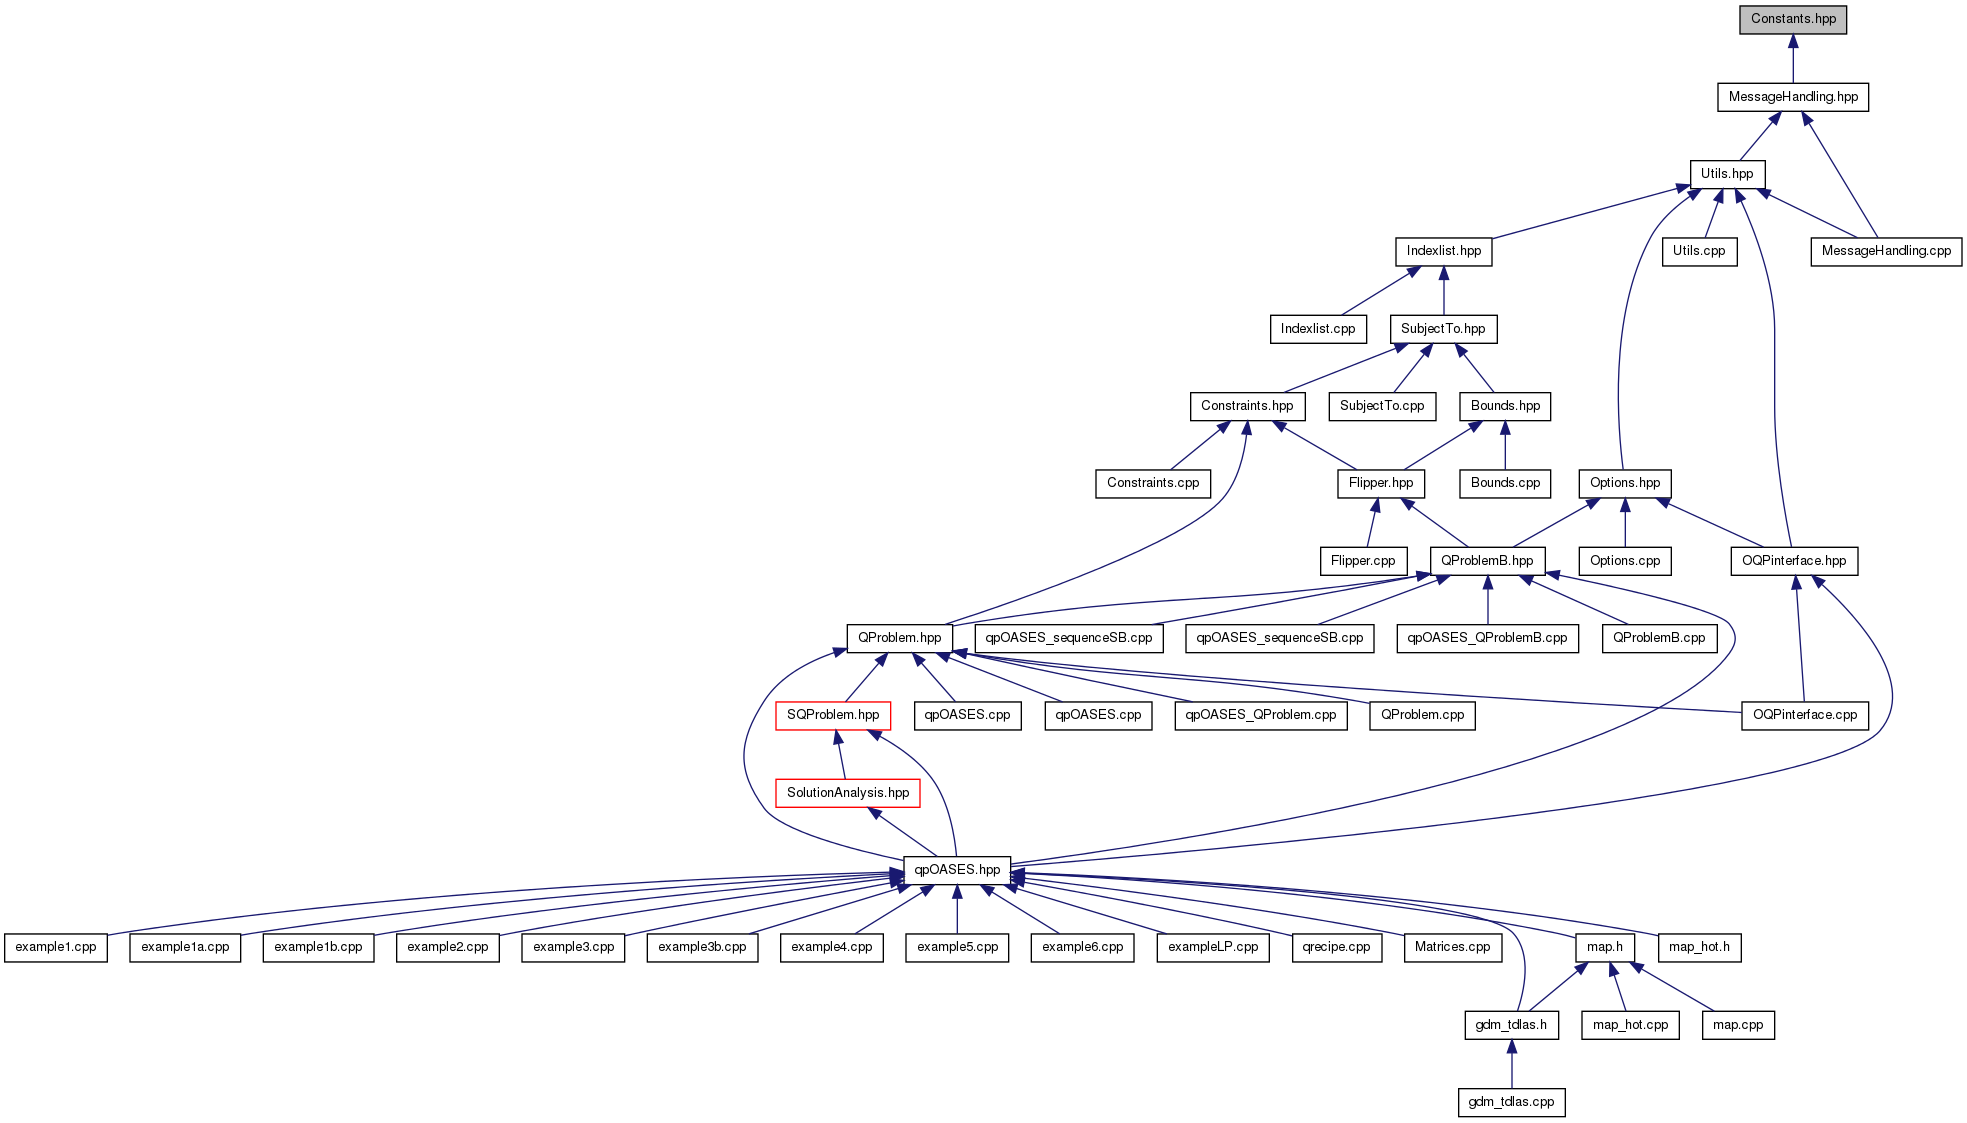 Constants.hpp
MessageHandling.hpp
Utils.hpp
Indexlist.hpp
Utils.cpp
MessageHandling.cpp
Indexlist.cpp
SubjectTo.hpp
Constraints.hpp
SubjectTo.cpp
Bounds.hpp
Constraints.cpp
Flipper.hpp
Bounds.cpp
Options.hpp
Flipper.cpp
QProblemB.hpp
Options.cpp
OQPinterface.hpp
QProblem.hpp
qpOASES_sequenceSB.cpp
qpOASES_sequenceSB.cpp
qpOASES_QProblemB.cpp
QProblemB.cpp
SQProblem.hpp
qpOASES.cpp
qpOASES.cpp
qpOASES_QProblem.cpp
QProblem.cpp
OQPinterface.cpp
SolutionAnalysis.hpp
qpOASES.hpp
example1.cpp
example1a.cpp
example1b.cpp
example2.cpp
example3.cpp
example3b.cpp
example4.cpp
example5.cpp
example6.cpp
exampleLP.cpp
qrecipe.cpp
Matrices.cpp
map.h
map_hot.h
gdm_tdlas.h
map_hot.cpp
map.cpp
gdm_tdlas.cpp